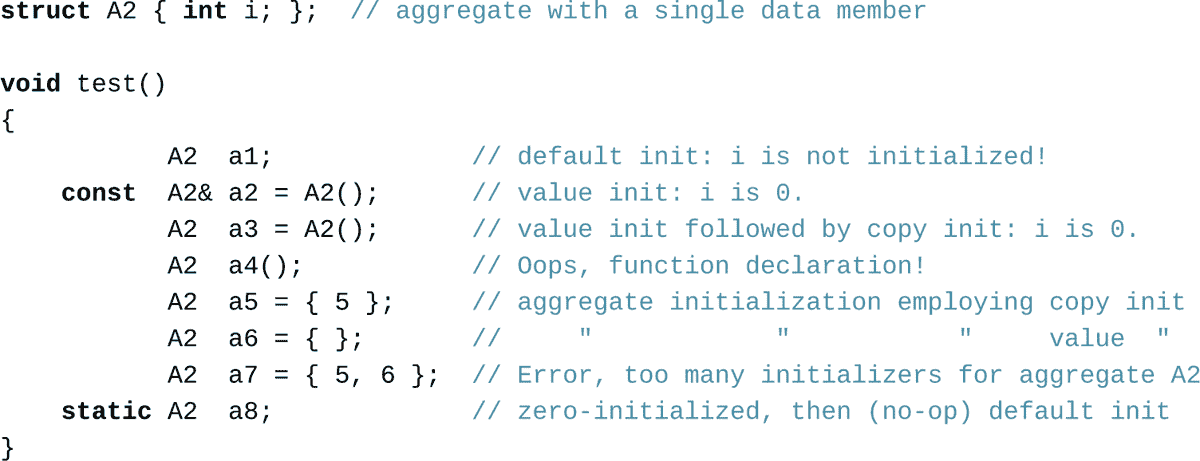 struct A2 { int i; };  // aggregate with a single data member

void test()
{
           A2  a1;             // default init: i is not initialized!
    const  A2& a2 = A2();      // value init: i is 0.
           A2  a3 = A2();      // value init followed by copy init: i is 0.
           A2  a4();           // Oops, function declaration!
           A2  a5 = { 5 };     // aggregate initialization employing copy init
           A2  a6 = { };       //     "            "           "     value  "
           A2  a7 = { 5, 6 };  // Error, too many initializers for aggregate A2
    static A2  a8;             // zero-initialized, then (no-op) default init
}